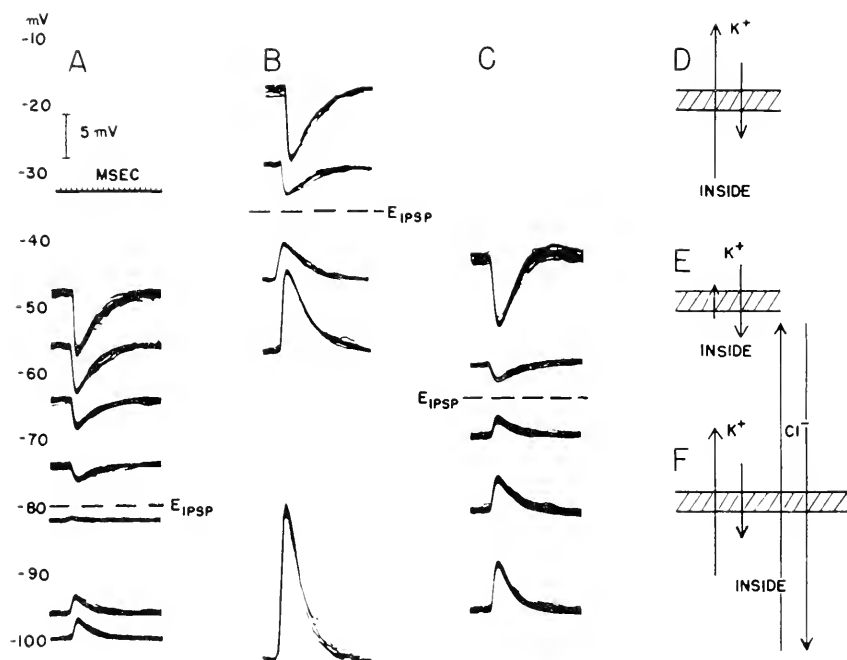 mV
-10
-20
-30
-40
-50
-60
-70
-80
-90
-100
A
5 mV
MSEC
E IPSP
B
E IPSP
C
E IPSP
D
K+
INSIDE
E
K+
INSIDE
F
K+
Cl-
INSIDE